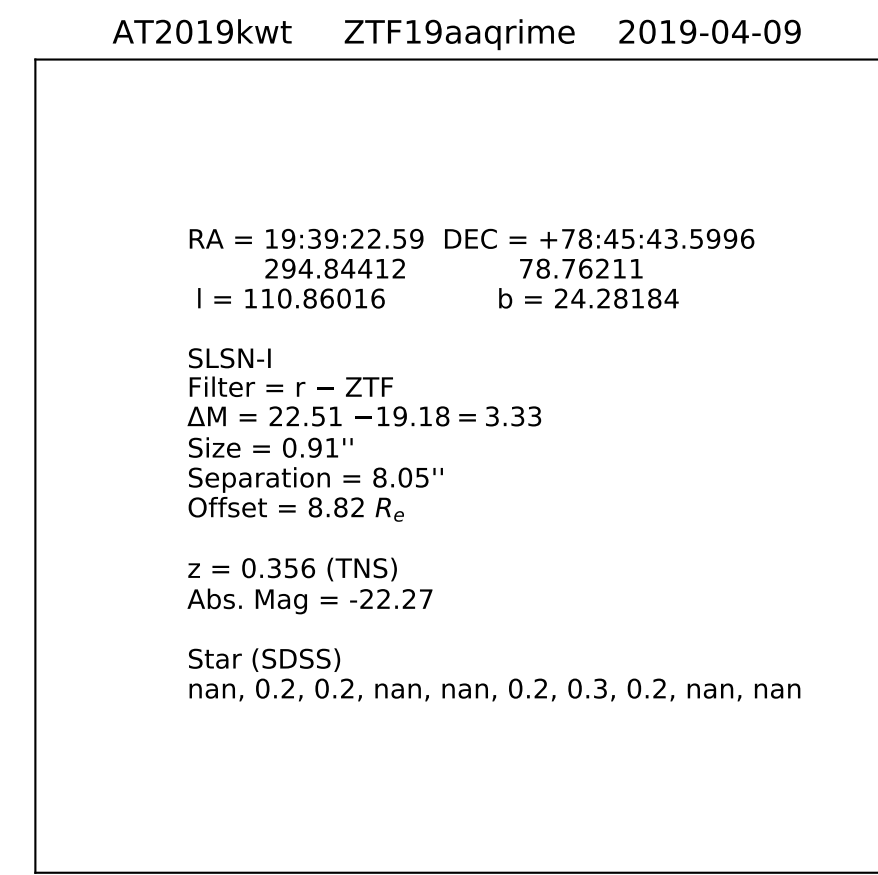 AT2019kwt ZTF19aaqrime 2019-04-09
RA = 19:39:22.59 DEC = +78:45:43.5996
294.84412 78.76211
l = 110.86016 b = 24.28184
SLSN-I
Filter = r − ZTF
ΔM = 22.51 −19.18 = 3.33
Size = 0.91''
Separation = 8.05''
Offset = 8.82 Re
z = 0.356 (TNS)
Abs. Mag = -22.27
Star (SDSS)
nan, 0.2, 0.2, nan, nan, 0.2, 0.3, 0.2, nan, nan